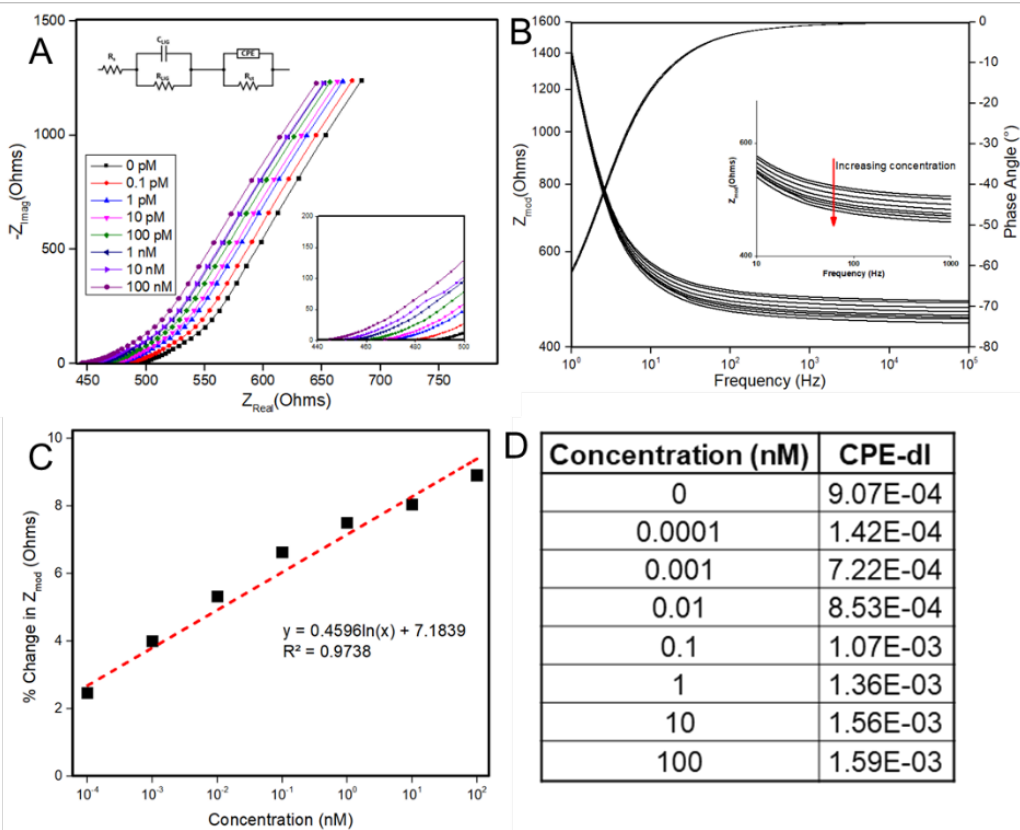 A
R_s
C_LIG
R_LIG
CPE
R_ct
1500
1000
500
0
-Z_Imag(Ohms)
0 pM
0.1 pM
1 pM
10 pM
100 pM
1 nM
10 nM
100 nM
200
150
100
50
0
440
460
480
500
450 500 550 600 650 700 750
Z_Real(Ohms)
B
1600
1400
1200
1000
800
600
400
Z_mod(Ohms)
0
-10
-20
-30
-40
-50
-60
-70
-80
Phase Angle (°)
600
400
Z_mod(Ohms)
Increasing concentration
10 100 1000
Frequency (Hz)
10^0 10^1 10^2 10^3 10^4 10^5
Frequency (Hz)
C
10
8
6
4
2
0
% Change in Z_mod (Ohms)
y = 0.4596ln(x) + 7.1839
R² = 0.9738
10^-4 10^-3 10^-2 10^-1 10^0 10^1 10^2
Concentration (nM)
D
Concentration (nM) CPE-dl
0 9.07E-04
0.0001 1.42E-04
0.001 7.22E-04
0.01 8.53E-04
0.1 1.07E-03
1 1.36E-03
10 1.56E-03
100 1.59E-03